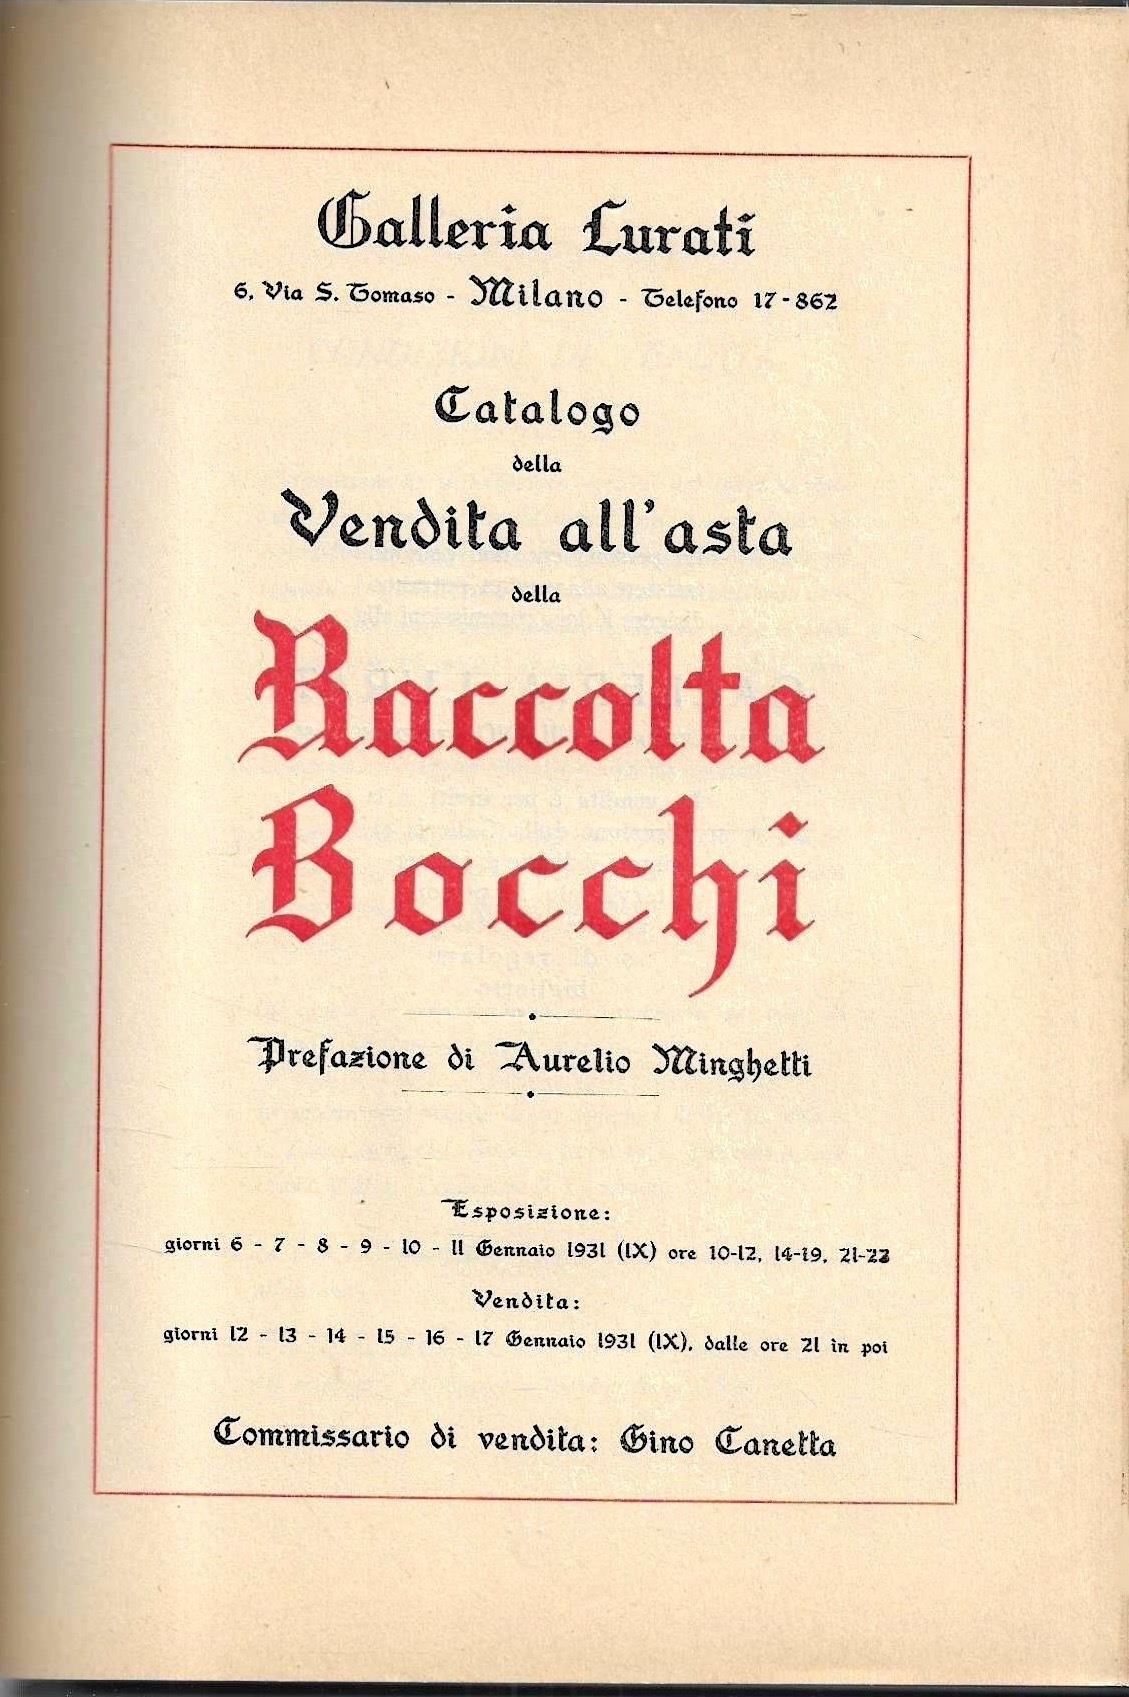 Galleria Lurati
6, Via S. Tomaso - Milano - Telefono 17-862
Catalogo
della
Vendita all'asta
della
Raccolta
Bocchi
Prefazione di Aurelio Minghetti
Esposizione:
giorni 6 - 7 - 8 - 9 - 10 - 11 Gennaio 1931 (IX) ore 10-12, 14-19, 21-23
Vendita:
giorni 12 - 13 - 14 - 15 - 16 - 17 Gennaio 1931 (IX), dalle ore 21 in poi
Commissario di vendita: Gino Canetta